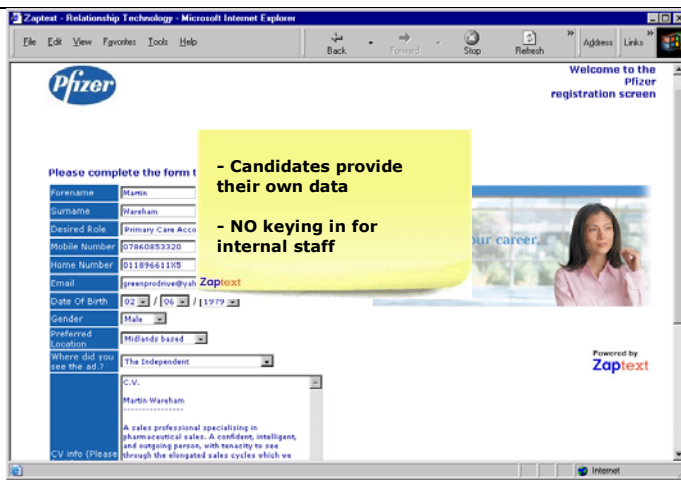 Zaptext - Relationship Technology - Microsoft Internet Explorer
File Edit View Favorites Tools Help
Back Forward Stop Refresh » Address Links »
Pfizer
Welcome to the
Pfizer
registration screen
Please complete the form
- Candidates provide
their own data
- NO keying in for
internal staff
Zaptext
Forename Martin
Surname Wareham
Desired Role Primary Care Acco
Mobile Number 07860853320
Home Number 011896611X5
Email greenprodrive@yah
Date Of Birth 02 / 06 / 1979
Gender Male
Preferred
Location Midlands based
Where did you
see the ad.? The Independent
your career.
Powered by
Zaptext
C.V.
Martin Wareham
----------------
A sales professional specialising in
pharmaceutical sales. A confident, intelligent,
and outgoing person, with tenacity to see
CV info (Please through the elongated sales cycles which we
Internet